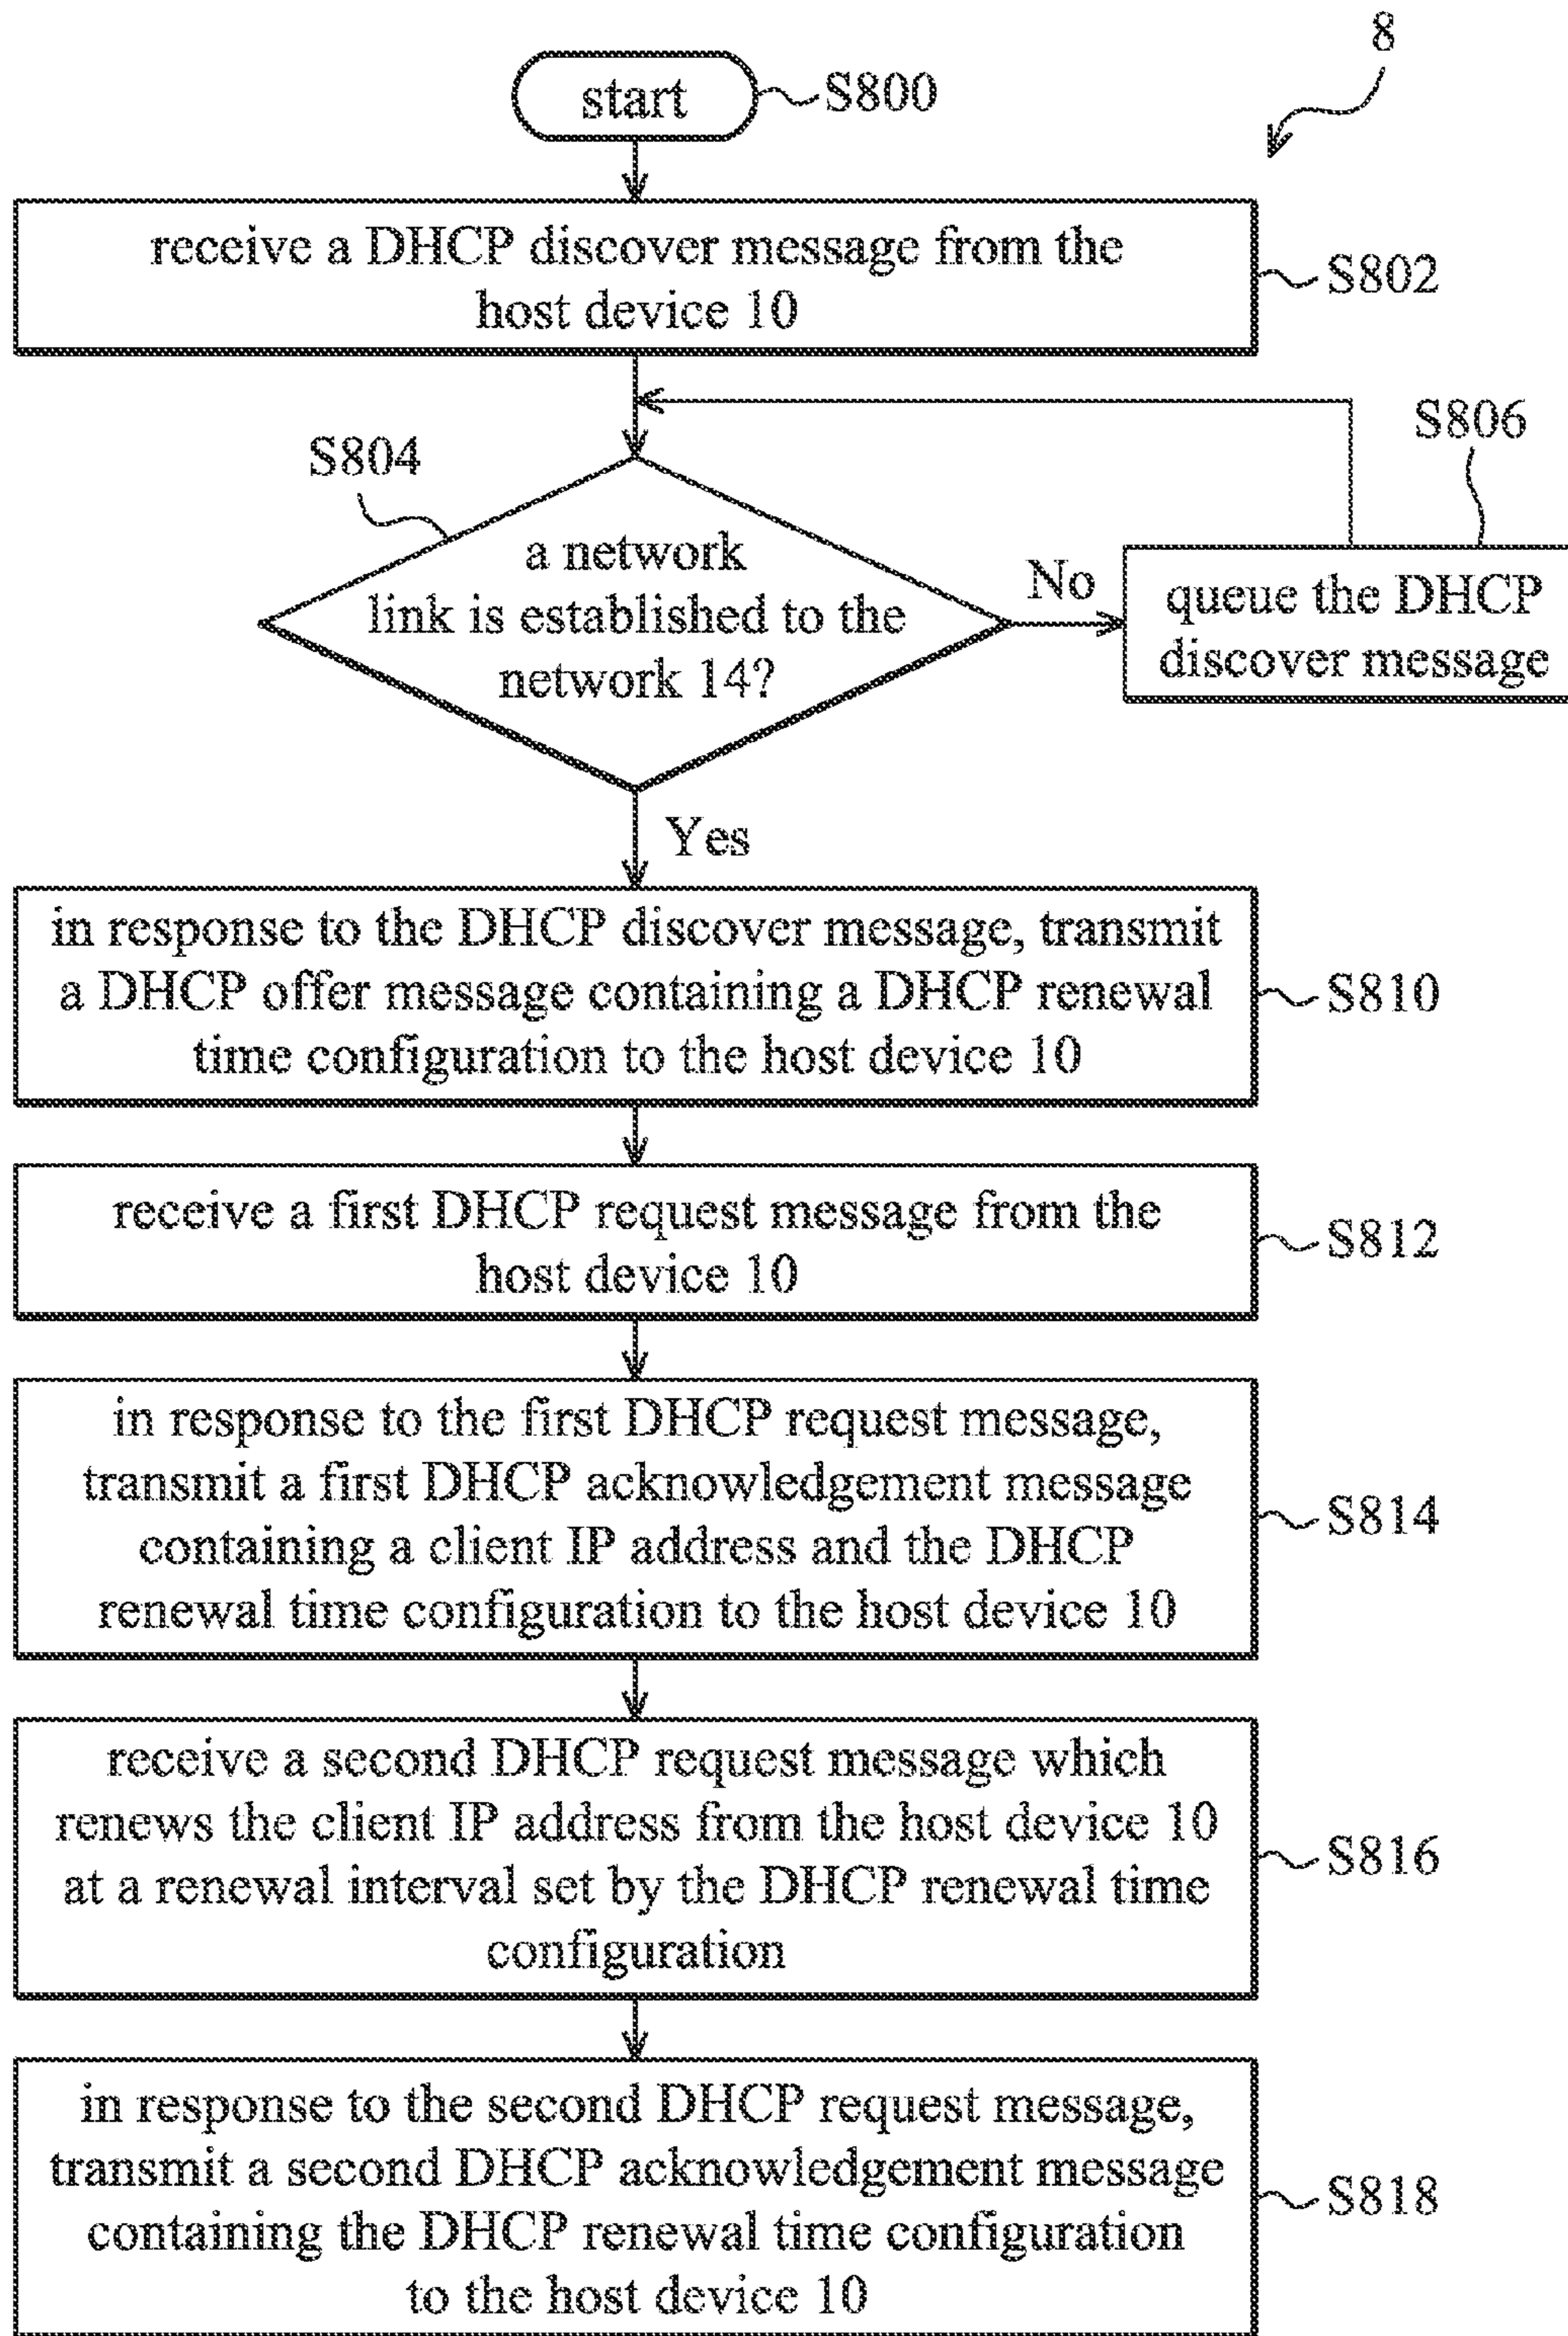 8
start
S800
receive a DHCP discover message from the
host device 10
S802
S804
a network
link is established to the
network 14?
No
S806
queue the DHCP
discover message
Yes
in response to the DHCP discover message, transmit
a DHCP offer message containing a DHCP renewal
time configuration to the host device 10
S810
receive a first DHCP request message from the
host device 10
S812
in response to the first DHCP request message,
transmit a first DHCP acknowledgement message
containing a client IP address and the DHCP
renewal time configuration to the host device 10
S814
receive a second DHCP request message which
renews the client IP address from the host device 10
at a renewal interval set by the DHCP renewal time
configuration
S816
in response to the second DHCP request message,
transmit a second DHCP acknowledgement message
containing the DHCP renewal time configuration
to the host device 10
S818